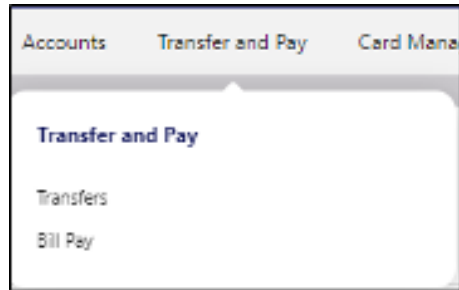 Accounts Transfer and Pay Card Mana
Transfer and Pay
Transfers
Bill Pay